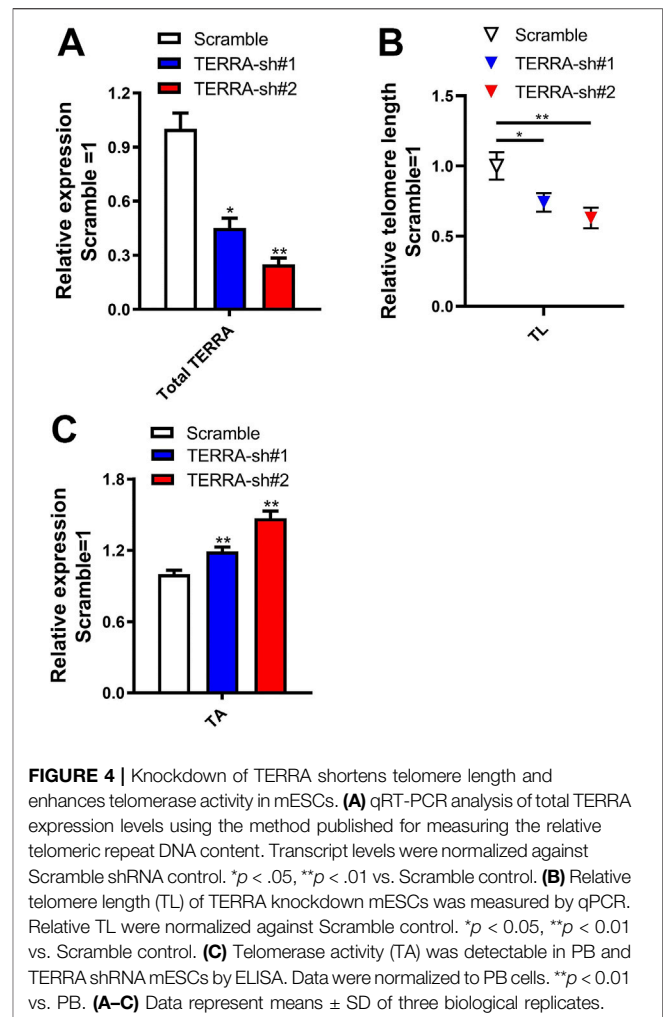 A
Scramble
TERRA-sh#1
TERRA-sh#2
Relative expression
Scramble =1
1.2
0.9
0.6
0.3
0.0
*
**
Total TERRA
B
Scramble
TERRA-sh#1
TERRA-sh#2
Relative telomere length
Scramble=1
1.5
1.0
0.5
0.0
**
*
TL
C
Scramble
TERRA-sh#1
TERRA-sh#2
Relative expression
Scramble=1
1.8
1.2
0.6
0.0
**
**
TA
FIGURE 4 | Knockdown of TERRA shortens telomere length and
enhances telomerase activity in mESCs. (A) qRT-PCR analysis of total TERRA
expression levels using the method published for measuring the relative
telomeric repeat DNA content. Transcript levels were normalized against
Scramble shRNA control. *p < .05, **p < .01 vs. Scramble control. (B) Relative
telomere length (TL) of TERRA knockdown mESCs was measured by qPCR.
Relative TL were normalized against Scramble control. *p < 0.05, **p < 0.01
vs. Scramble control. (C) Telomerase activity (TA) was detectable in PB and
TERRA shRNA mESCs by ELISA. Data were normalized to PB cells. **p < 0.01
vs. PB. (A–C) Data represent means ± SD of three biological replicates.